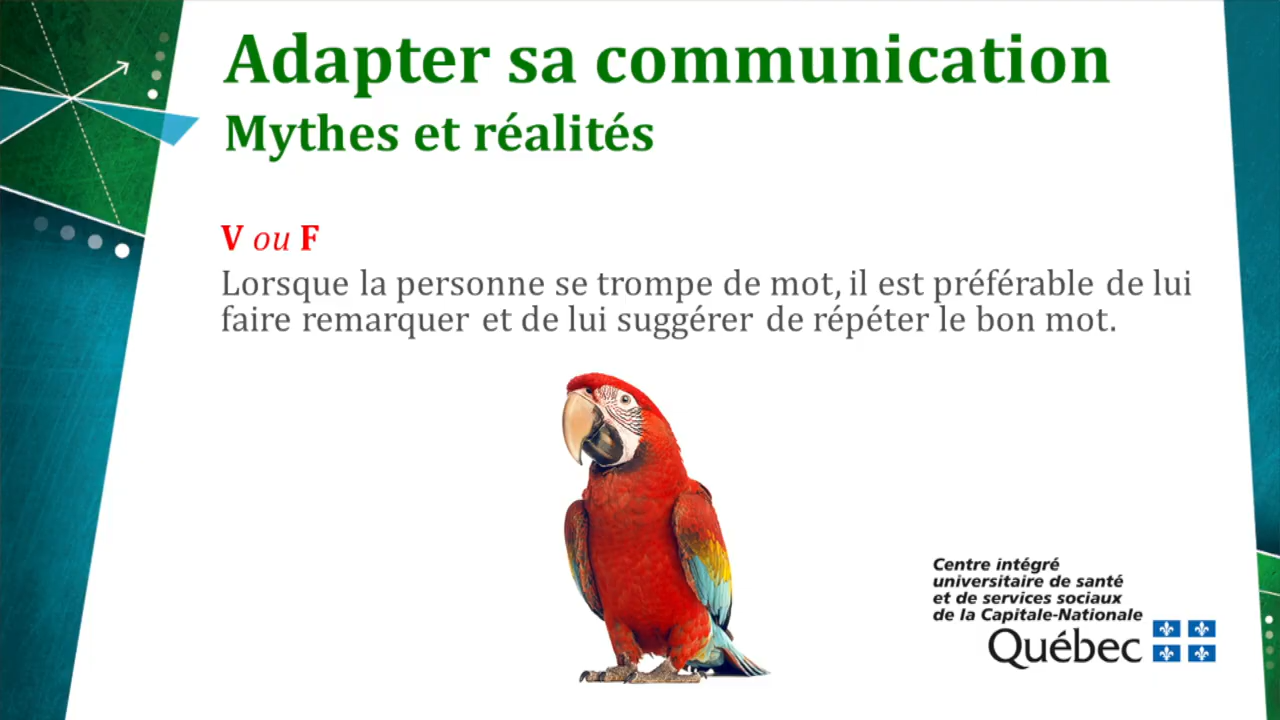 Adapter sa communication
Mythes et réalités
V ou F
Lorsque la personne se trompe de mot, il est préférable de lui
faire remarquer et de lui suggérer de répéter le bon mot.
Centre intégré
universitaire de santé
et de services sociaux
de la Capitale-Nationale
Québec